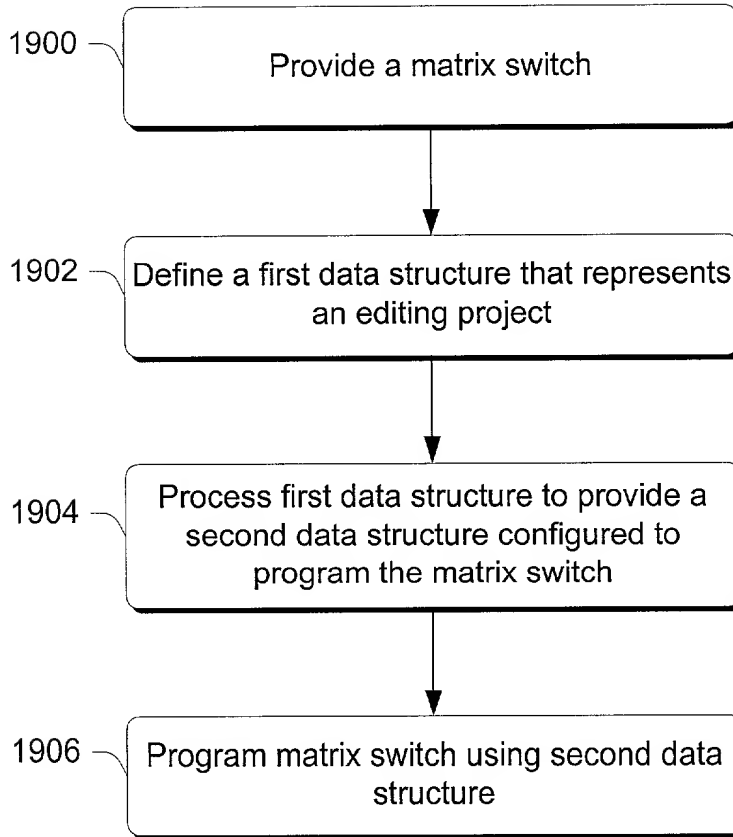 1900
Provide a matrix switch
1902
Define a first data structure that represents
an editing project
1904
Process first data structure to provide a
second data structure configured to
program the matrix switch
1906
Program matrix switch using second data
structure